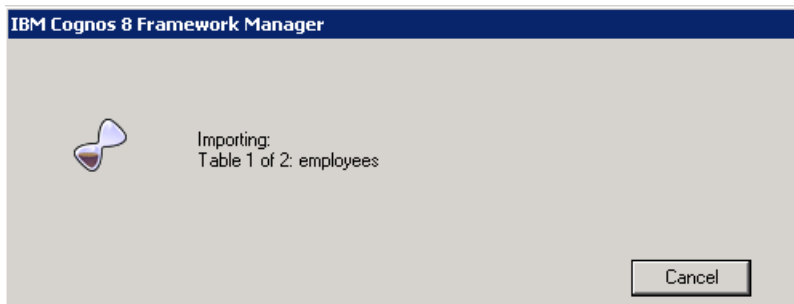 IBM Cognos 8 Framework Manager
Importing:
Table 1 of 2: employees
Cancel